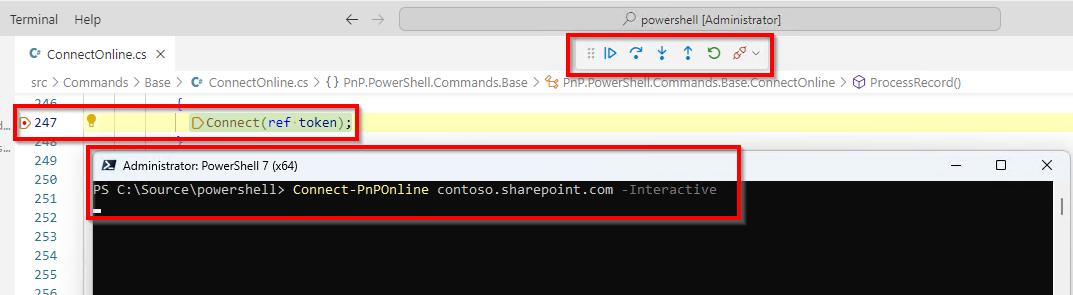 Terminal Help powershell [Administrator]
C# ConnectOnline.cs
src > Commands > Base > C# ConnectOnline.cs > {} PnP.PowerShell.Commands.Base > PnP.PowerShell.Commands.Base.ConnectOnline > ProcessRecord()
246 {
247 Connect(ref token);
248 }
249
250
251
252
253
254
255
256
Administrator: PowerShell 7 (x64)
PS C:\Source\powershell> Connect-PnPOnline contoso.sharepoint.com -Interactive